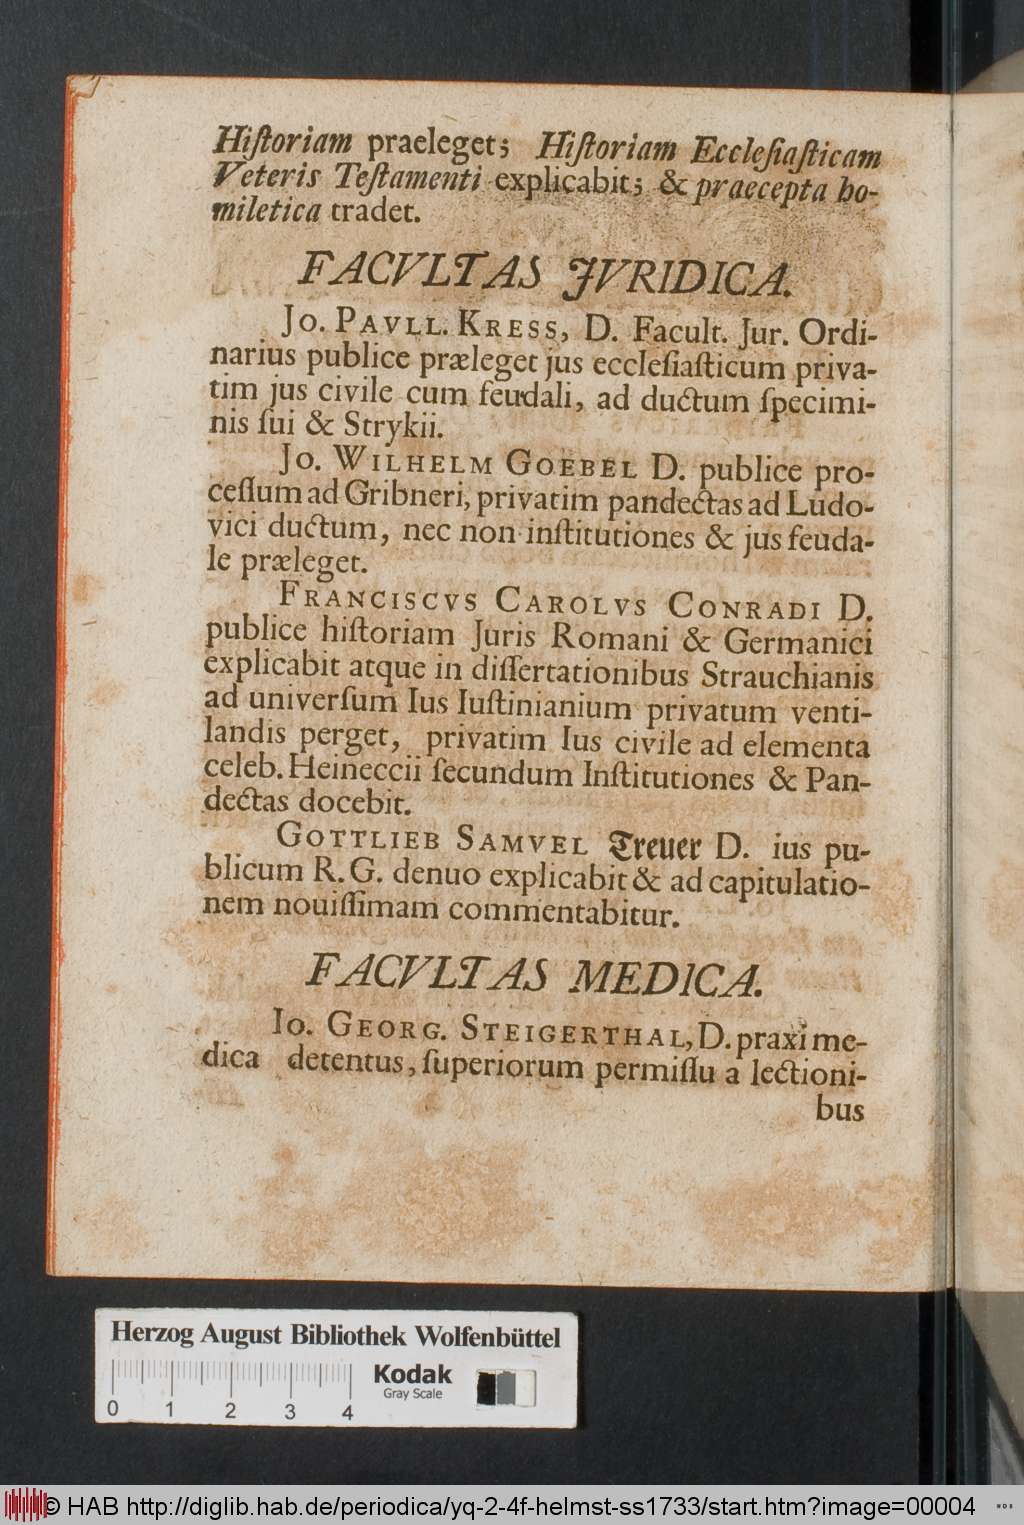 Hiſtoriam praeleget; Hiſtoriam Eccleſiaſticam
Veteris Teſtamenti explicabit; & praecepta ho-
miletica tradet.
FACVLTAS JVRIDICA.
Jo. PAVLL. KRESS, D. Facult. Jur. Ordi-
narius publice præleget jus eccleſiaſticum priva-
tim jus civile cum feudali, ad ductum ſpecimi-
nis ſui & Strykii.
Jo. WILHELM GOEBEL D. publice pro-
ceſſum ad Gribneri, privatim pandectas ad Ludo-
vici ductum, nec non inſtitutiones & jus feuda-
le præleget.
FRANCISCVS CAROLVS CONRADI D.
publice hiſtoriam Juris Romani & Germanici
explicabit atque in diſſertationibus Strauchianis
ad univerſum Ius Iuſtinianium privatum venti-
landis perget, privatim Ius civile ad elementa
celeb. Heineccii ſecundum Inſtitutiones & Pan-
dectas docebit.
GOTTLIEB SAMVEL Treuer D. ius pu-
blicum R. G. denuo explicabit & ad capitulatio-
nem nouiſſimam commentabitur.
FACVLTAS MEDICA.
Io. GEORG. STEIGERTHAL, D. praxi me-
dica detentus, ſuperiorum permiſſu a lectioni-
bus
Herzog August Bibliothek Wolfenbüttel
Kodak
Gray Scale
0 1 2 3 4
© HAB http://diglib.hab.de/periodica/yq-2-4f-helmst-ss1733/start.htm?image=00004